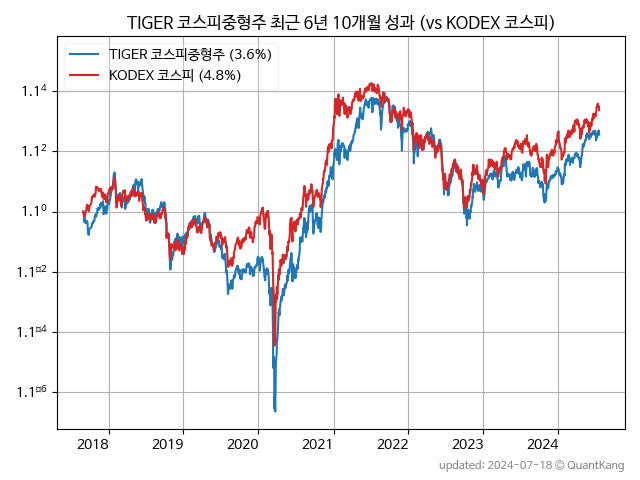 TIGER 코스피중형주 최근 6년 10개월 성과 (vs KODEX 코스피)
TIGER 코스피중형주 (3.6%)
KODEX 코스피 (4.8%)
1.1⁴
1.1²
1.1⁰
1.1¤²
1.1¤⁴
1.1¤⁶
2018 2019 2020 2021 2022 2023 2024
updated: 2024-07-18 © QuantKang